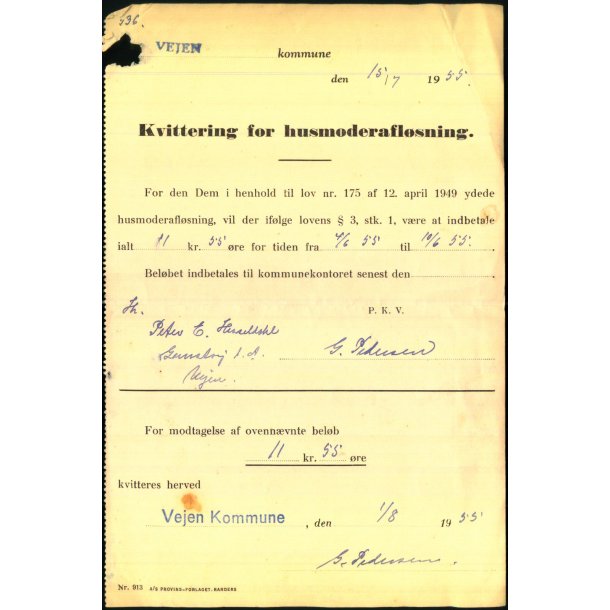 536.
VEJEN kommune
den 15/7 1955.
Kvittering for husmoderafløsning.
For den Dem i henhold til lov nr. 175 af 12. april 1949 ydede
husmoderafløsning, vil der ifølge lovens § 3, stk. 1, være at indbetale
ialt 11 kr. 55 øre for tiden fra 4/6 55 til 10/6 55.
Beløbet indbetales til kommunekontoret senest den
P. K. V.
Hr.
Peter E.
G. Pedersen
Vejen.
For modtagelse af ovennævnte beløb
11 kr. 55 øre
kvitteres herved
Vejen Kommune , den 1/8 1955
G. Pedersen.
Nr. 913 A/S PROVINS-FORLAGET, RANDERS